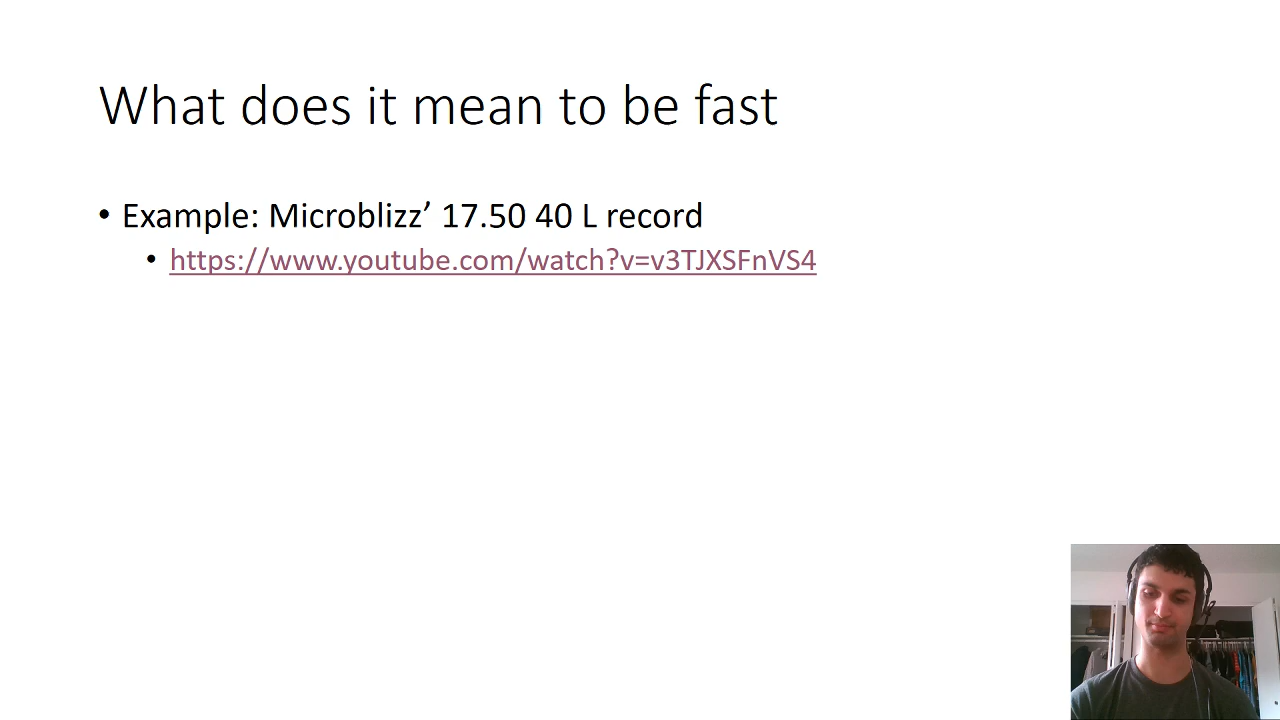 What does it mean to be fast
• Example: Microblizz’ 17.50 40 L record
• https://www.youtube.com/watch?v=v3TJXSFnVS4